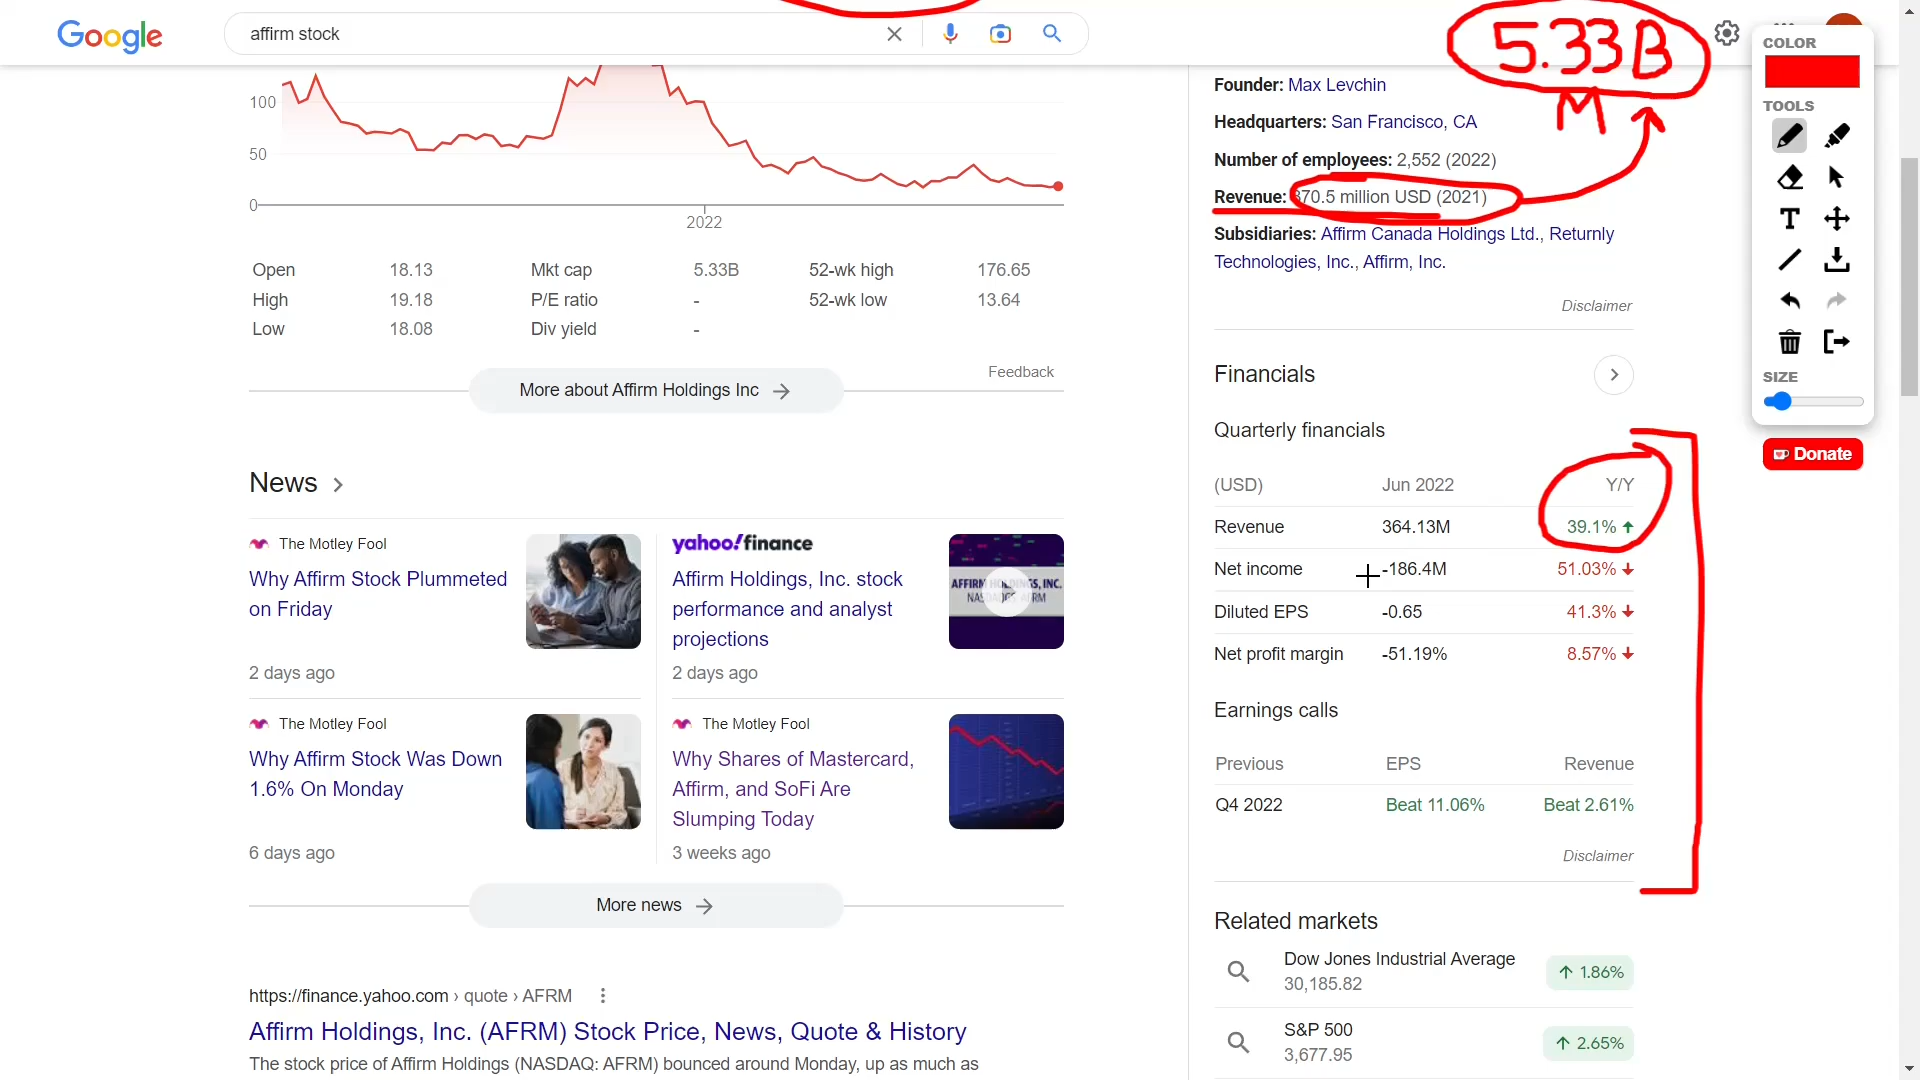 Google
affirm stock
5.33B
M
COLOR
TOOLS
SIZE
Donate
100
50
0
2022
Open 18.13 Mkt cap 5.33B 52-wk high 176.65
High 19.18 P/E ratio - 52-wk low 13.64
Low 18.08 Div yield -
Feedback
More about Affirm Holdings Inc
News
The Motley Fool
Why Affirm Stock Plummeted
on Friday
2 days ago
yahoo!finance
Affirm Holdings, Inc. stock
performance and analyst
projections
2 days ago
AFFIRM HOLDINGS, INC.
The Motley Fool
Why Affirm Stock Was Down
1.6% On Monday
6 days ago
The Motley Fool
Why Shares of Mastercard,
Affirm, and SoFi Are
Slumping Today
3 weeks ago
More news
https://finance.yahoo.com › quote › AFRM
Affirm Holdings, Inc. (AFRM) Stock Price, News, Quote & History
The stock price of Affirm Holdings (NASDAQ: AFRM) bounced around Monday, up as much as
Founder: Max Levchin
Headquarters: San Francisco, CA
Number of employees: 2,552 (2022)
Revenue: 870.5 million USD (2021)
Subsidiaries: Affirm Canada Holdings Ltd., Returnly
Technologies, Inc., Affirm, Inc.
Disclaimer
Financials
Quarterly financials
(USD) Jun 2022 Y/Y
Revenue 364.13M 39.1%
Net income -186.4M 51.03%
Diluted EPS -0.65 41.3%
Net profit margin -51.19% 8.57%
Earnings calls
Previous EPS Revenue
Q4 2022 Beat 11.06% Beat 2.61%
Disclaimer
Related markets
Dow Jones Industrial Average
30,185.82
1.86%
S&P 500
3,677.95
2.65%